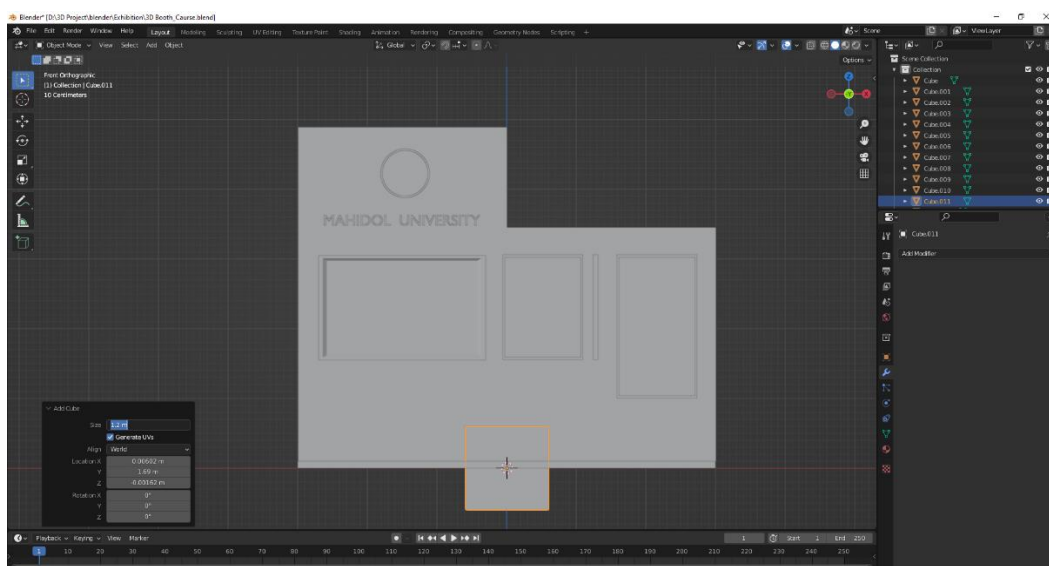 Blender* [D:\3D Project\blender\Exhibition\3D Booth_Caurse.blend]
File Edit Render Window Help Layout Modeling Sculpting UV Editing Texture Paint Shading Animation Rendering Compositing Geometry Nodes Scripting + Scene ViewLayer
Object Mode View Select Add Object Global
Options
Front Orthographic
(1) Collection | Cube.011
10 Centimeters
Scene Collection
Collection
Cube
Cube.001
Cube.002
Cube.003
Cube.004
Cube.005
Cube.006
Cube.007
Cube.008
Cube.009
Cube.010
Cube.011
Cube.011
Add Modifier
MAHIDOL UNIVERSITY
Add Cube
Size 1.2 m
Generate UVs
Align World
Location X 0.00602 m
Y 1.69 m
Z -0.00162 m
Rotation X 0°
Y 0°
Z 0°
Playback Keying View Marker 1 Start 1 End 250
1 10 20 30 40 50 60 70 80 90 100 110 120 130 140 150 160 170 180 190 200 210 220 230 240 250